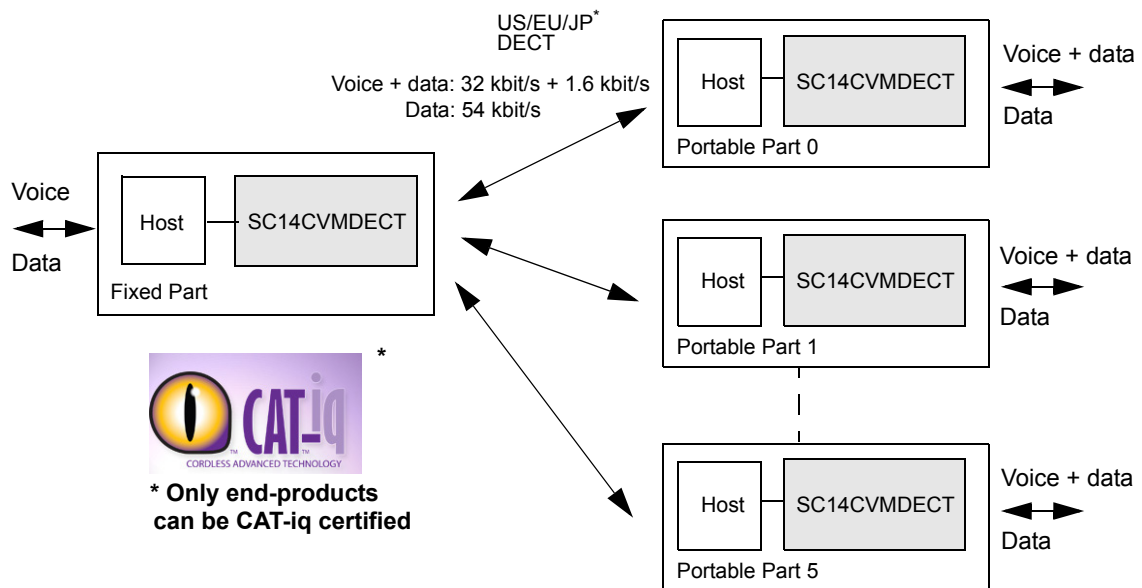 US/EU/JP*
DECT
Voice + data: 32 kbit/s + 1.6 kbit/s
Data: 54 kbit/s
Voice
Data
Host
SC14CVMDECT
Fixed Part
Host
SC14CVMDECT
Portable Part 0
Voice + data
Data
Host
SC14CVMDECT
Portable Part 1
Voice + data
Data
Host
SC14CVMDECT
Portable Part 5
Voice + data
Data
*
CAT-iq
TM
TM
CORDLESS ADVANCED TECHNOLOGY
* Only end-products
can be CAT-iq certified